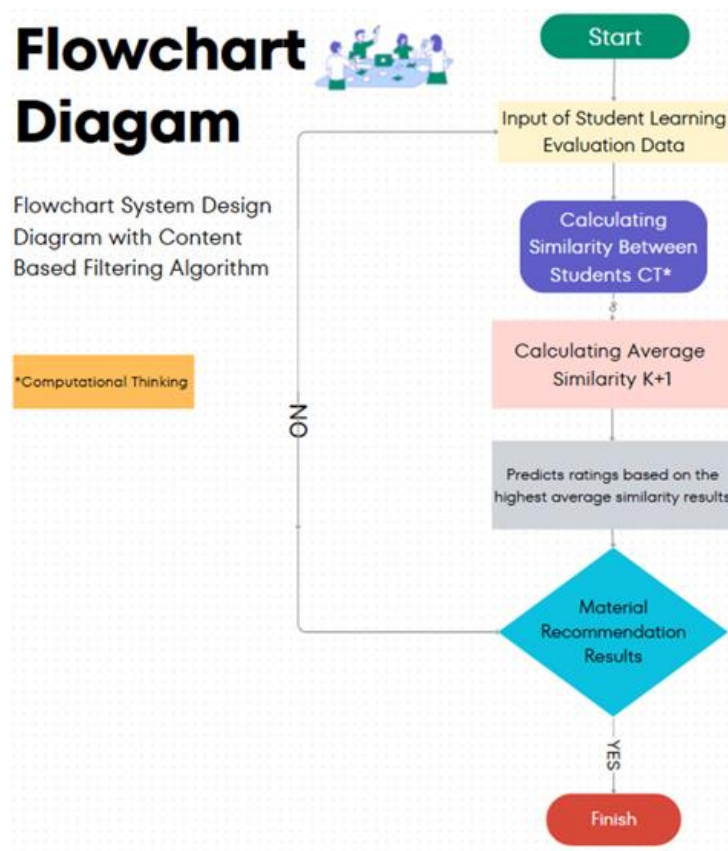 Flowchart
Diagam
Flowchart System Design
Diagram with Content
Based Filtering Algorithm
*Computational Thinking
Start
Input of Student Learning
Evaluation Data
Calculating
Similarity Between
Students CT*
Calculating Average
Similarity K+1
Predicts ratings based on the
highest average similarity results
Material
Recommendation
Results
NO
YES
Finish